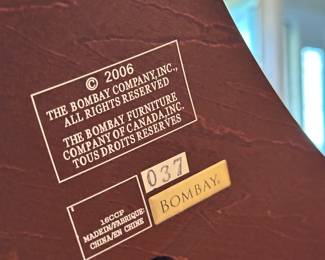 © 2006
THE BOMBAY COMPANY, INC.,
ALL RIGHTS RESERVED
THE BOMBAY FURNITURE
COMPANY OF CANADA, INC.
TOUS DROITS RESERVES
037
BOMBAY
16CCP
MADE IN/FABRIQUE:
CHINA/EN CHINE